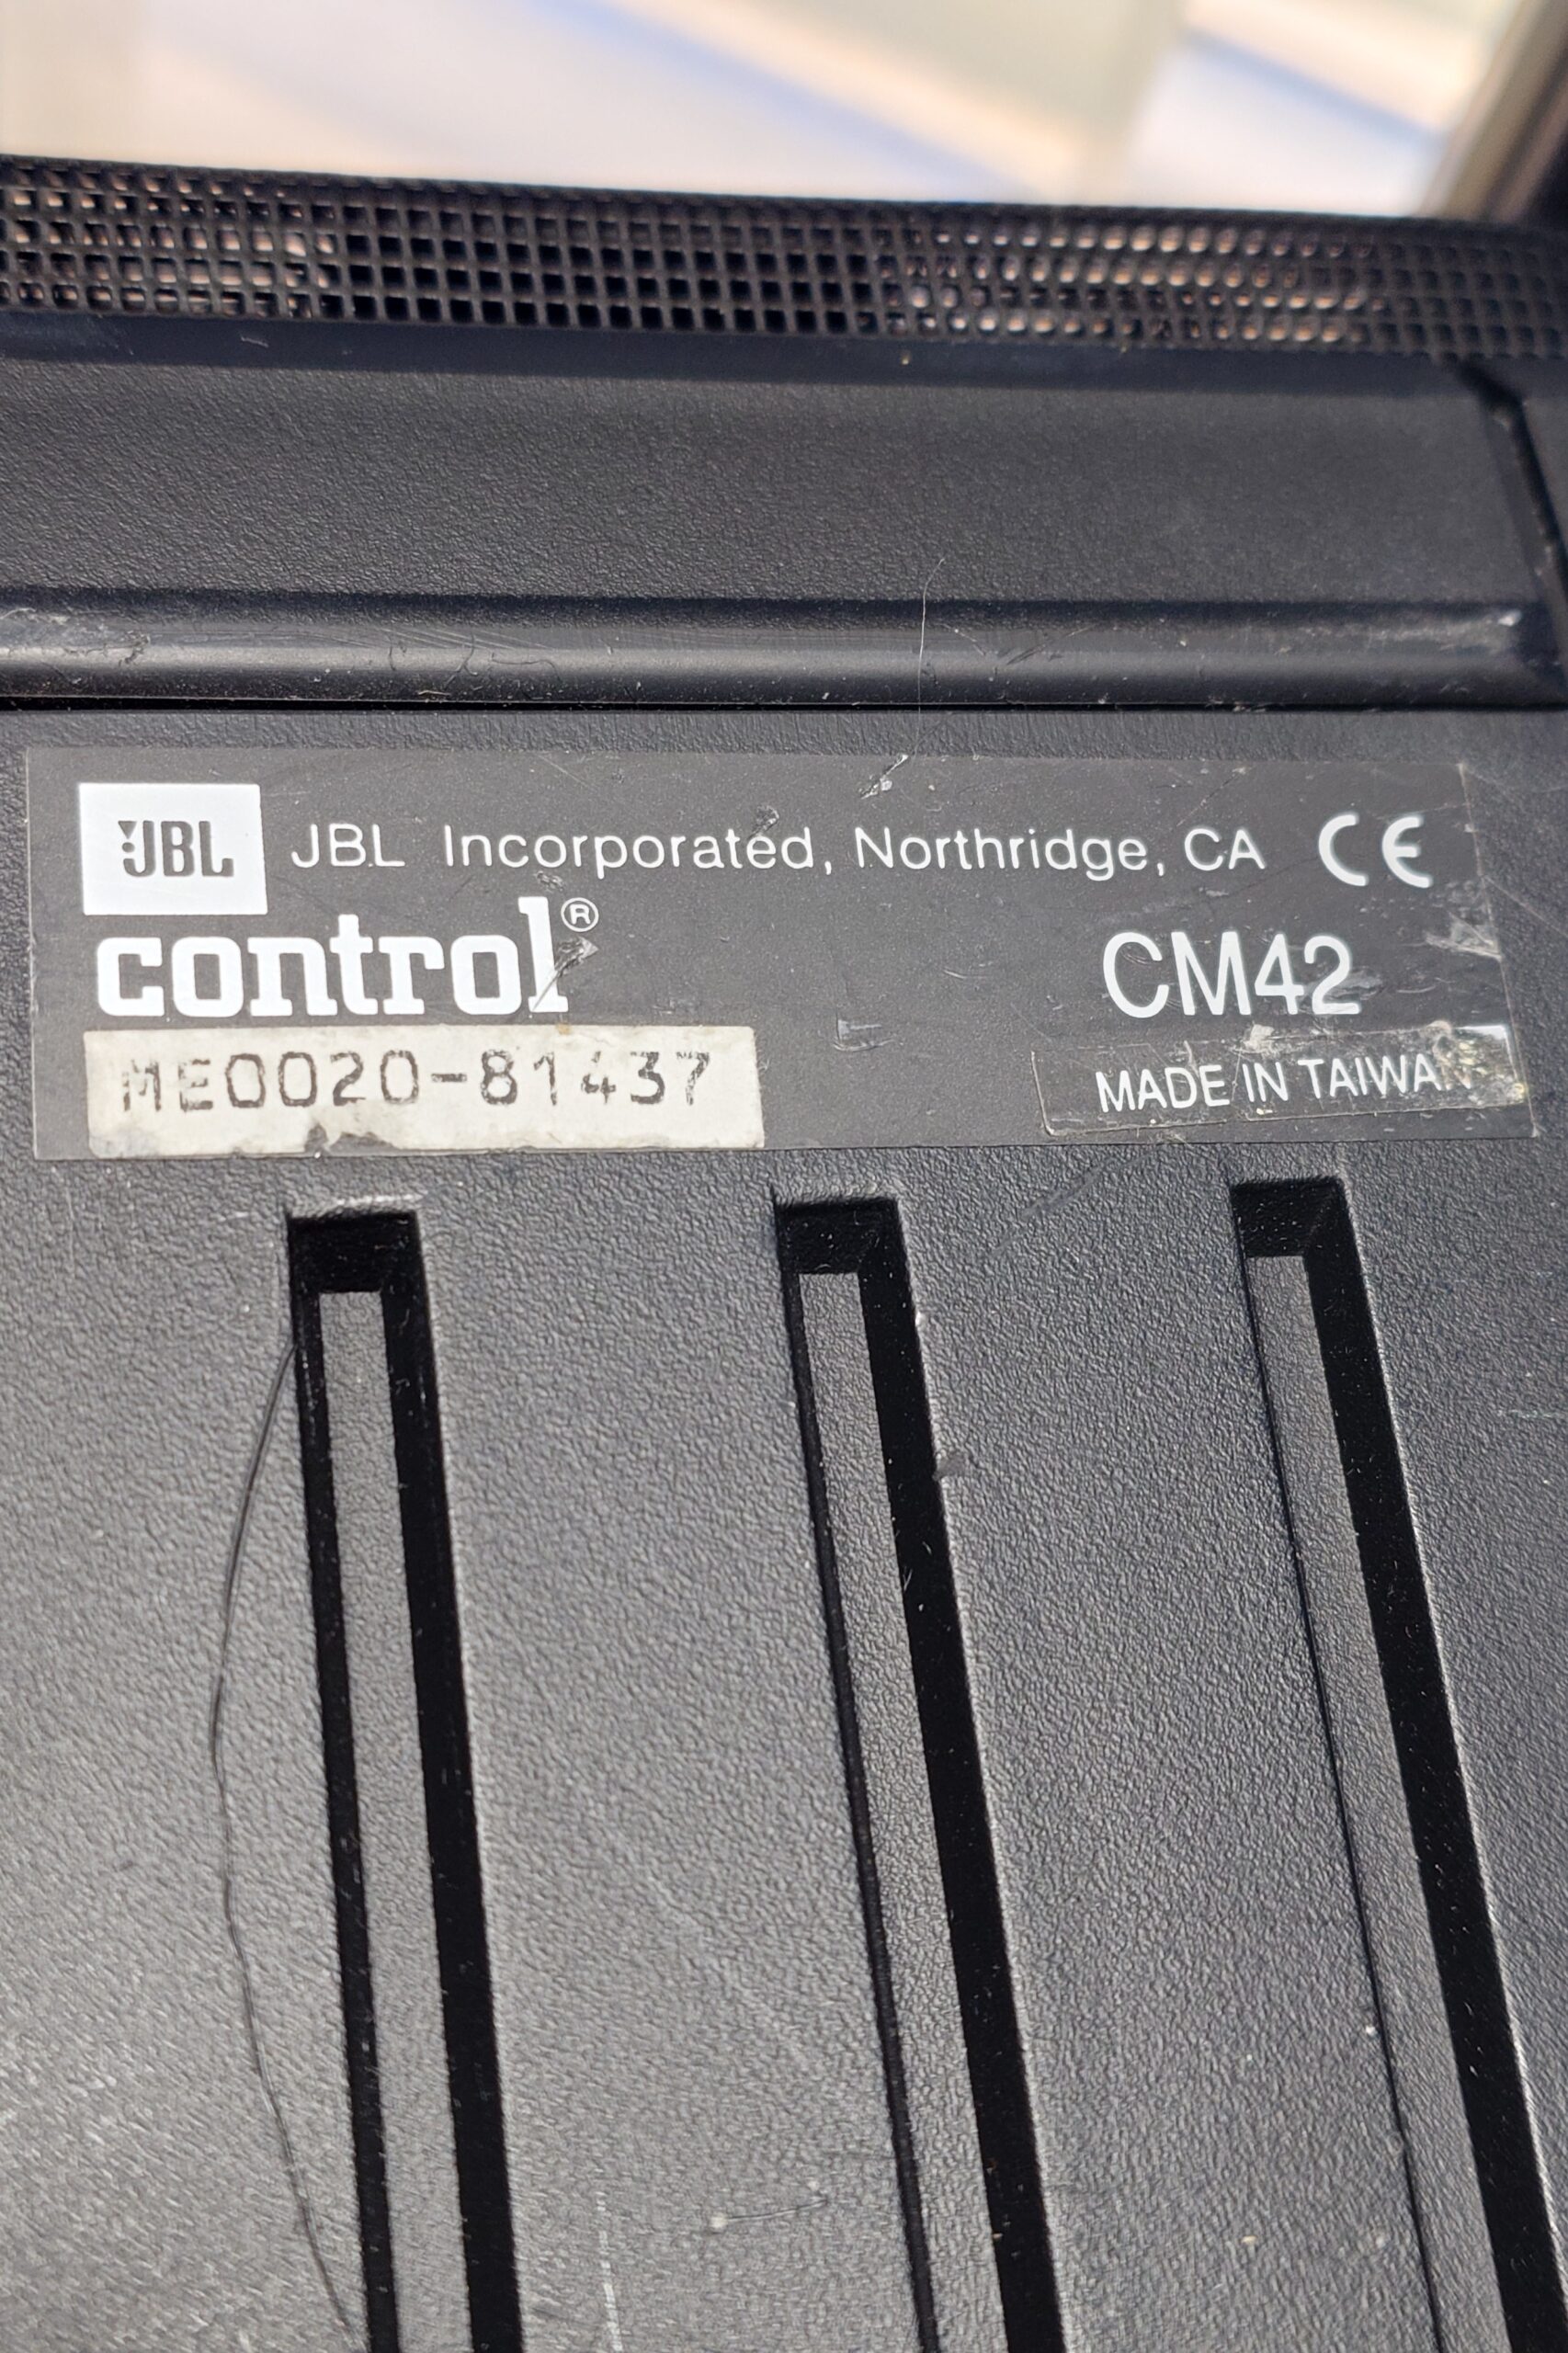 JBL JBL Incorporated, Northridge, CA CE
control® CM42
ME0020-81437 MADE IN TAIWAN